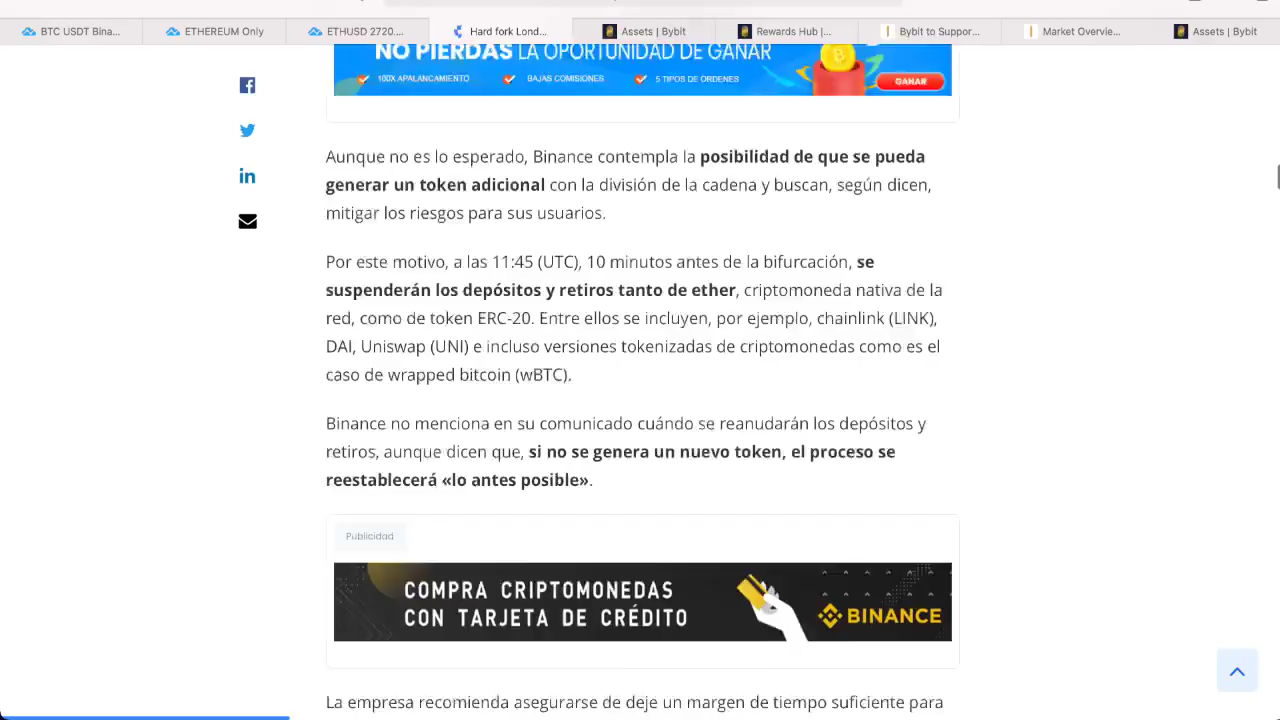 BTC USDT Bina...
ETHEREUM Only
ETHUSD 2720....
Hard fork Lond...
Assets | Bybit
Rewards Hub |...
Bybit to Suppor...
Market Overvie...
Assets | Bybit
NO PIERDAS LA OPORTUNIDAD DE GANAR
100X APALANCAMIENTO
BAJAS COMISIONES
5 TIPOS DE ORDENES
GANAR
Aunque no es lo esperado, Binance contempla la posibilidad de que se pueda
generar un token adicional con la división de la cadena y buscan, según dicen,
mitigar los riesgos para sus usuarios.
Por este motivo, a las 11:45 (UTC), 10 minutos antes de la bifurcación, se
suspenderán los depósitos y retiros tanto de ether, criptomoneda nativa de la
red, como de token ERC-20. Entre ellos se incluyen, por ejemplo, chainlink (LINK),
DAI, Uniswap (UNI) e incluso versiones tokenizadas de criptomonedas como es el
caso de wrapped bitcoin (wBTC).
Binance no menciona en su comunicado cuándo se reanudarán los depósitos y
retiros, aunque dicen que, si no se genera un nuevo token, el proceso se
reestablecerá «lo antes posible».
Publicidad
COMPRA CRIPTOMONEDAS
CON TARJETA DE CRÉDITO
BINANCE
La empresa recomienda asegurarse de deje un margen de tiempo suficiente para